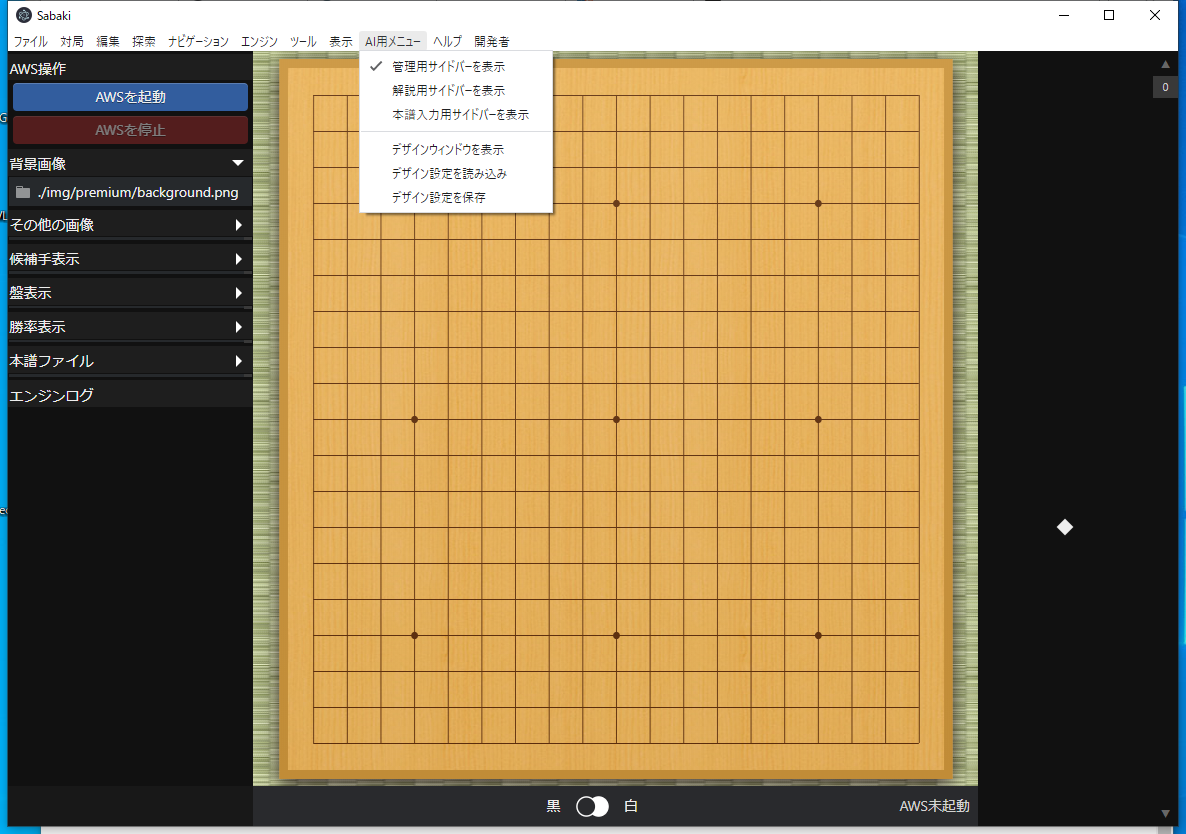 Sabaki
ファイル 対局 編集 探索 ナビゲーション エンジン ツール 表示 AI用メニュー ヘルプ 開発者
AWS操作
AWSを起動
AWSを停止
背景画像
./img/premium/background.png
その他の画像
候補手表示
盤表示
勝率表示
本譜ファイル
エンジンログ
管理用サイドバーを表示
解説用サイドバーを表示
本譜入力用サイドバーを表示
デザインウィンドウを表示
デザイン設定を読み込み
デザイン設定を保存
0
黒 白
AWS未起動